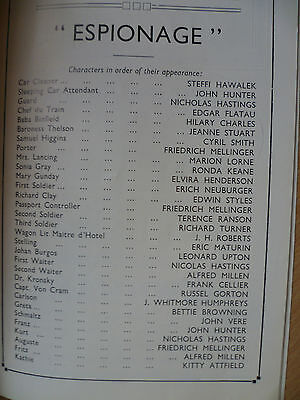 " ESPIONAGE "
Characters in order of their appearance:
Car Cleaner ... ... ... ... ... STEFFI HAWALEK
Sleeping Car Attendant ... ... ... JOHN HUNTER
Guard ... ... ... ... ... NICHOLAS HASTINGS
Chef du Train ... ... ... ... EDGAR FLATAU
Baba Binfield ... ... ... ... HILARY CHARLES
Baroness Thelson ... ... ... ... JEANNE STUART
Samuel Higgins ... ... ... ... CYRIL SMITH
Porter ... ... ... ... FRIEDRICH MELLINGER
Mrs. Lancing ... ... ... ... MARION LORNE
Sonia Gray ... ... ... ... RONDA KEANE
Mary Gunday ... ... ... ... ELVIRA HENDERSON
First Soldier ... ... ... ... ERICH NEUBURGER
Richard Clay ... ... ... ... EDWIN STYLES
Passport Controller ... ... ... FRIEDRICH MELLINGER
Second Soldier ... ... ... ... TERENCE RANSON
Third Soldier ... ... ... ... RICHARD TURNER
Wagon Lit Maitre d'Hotel ... ... ... J. H. ROBERTS
Stelling ... ... ... ... ERIC MATURIN
Johan Burgos ... ... ... ... LEONARD UPTON
First Waiter ... ... ... ... NICOLAS HASTINGS
Second Waiter ... ... ... ... ALFRED MILLEN
Dr. Kronsky ... ... ... ... FRANK CELLIER
Capt. Von Cram ... ... ... ... RUSSEL GORTON
Carlson ... ... ... J. WHITMORE HUMPHREYS
Greta ... ... ... ... ... BETTIE BROWNING
Schmaltz ... ... ... ... JOHN VERE
Franz ... ... ... ... ... JOHN HUNTER
Kurt ... ... ... ... NICHOLAS HASTINGS
Auguste ... ... ... ... FRIEDRICH MELLINGER
Fritz ... ... ... ... ALFRED MILLEN
Kathie ... ... ... ... KITTY ATTFIELD